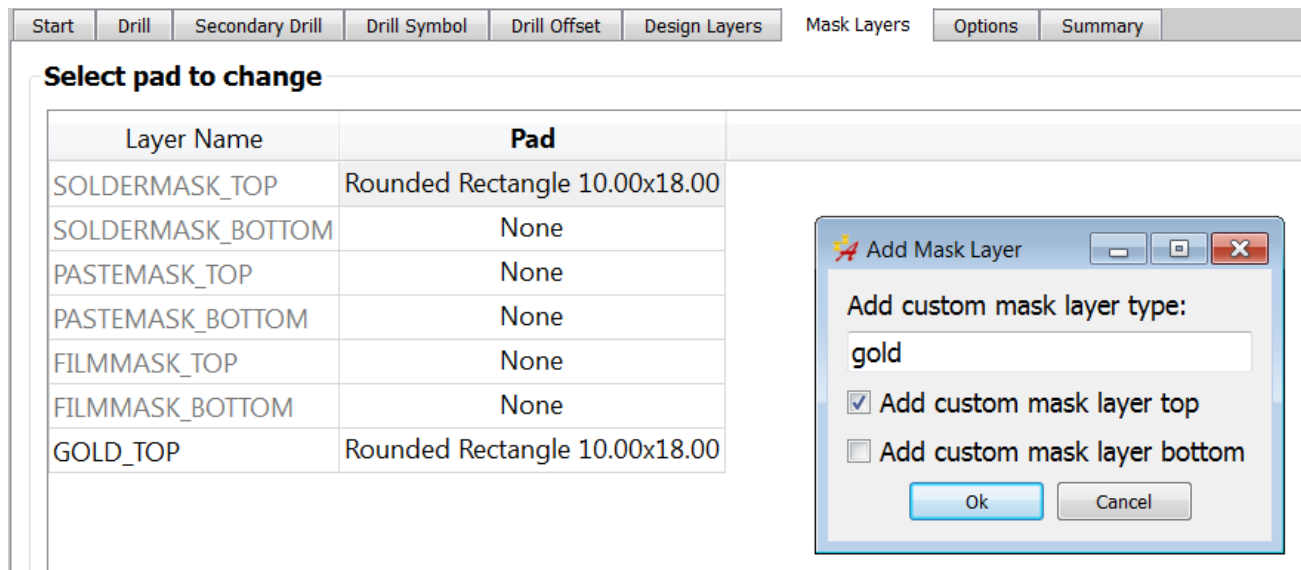 Start Drill Secondary Drill Drill Symbol Drill Offset Design Layers Mask Layers Options Summary
Select pad to change
Layer Name Pad
SOLDERMASK_TOP Rounded Rectangle 10.00x18.00
SOLDERMASK_BOTTOM None
PASTEMASK_TOP None
PASTEMASK_BOTTOM None
FILMMASK_TOP None
FILMMASK_BOTTOM None
GOLD_TOP Rounded Rectangle 10.00x18.00
Add Mask Layer
Add custom mask layer type:
gold
Add custom mask layer top
Add custom mask layer bottom
Ok Cancel